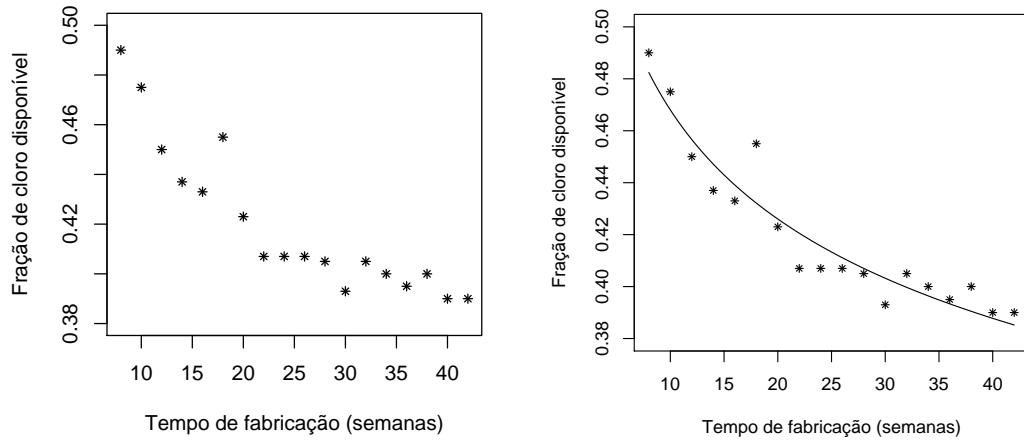 0.50
0.46
0.42
0.38
Fração de cloro disponível
10 15 20 25 30 35 40
Tempo de fabricação (semanas)
0.50
0.48
0.46
0.44
0.42
0.40
0.38
Fração de cloro disponível
10 15 20 25 30 35 40
Tempo de fabricação (semanas)